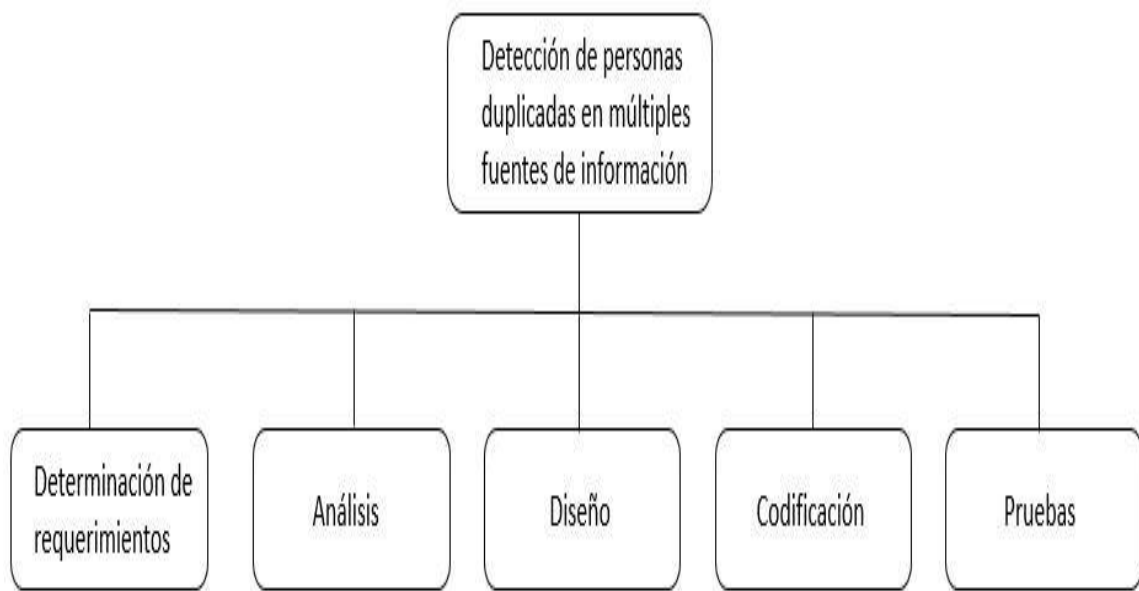 Detección de personas
duplicadas en múltiples
fuentes de información
Determinación de
requerimientos
Análisis
Diseño
Codificación
Pruebas